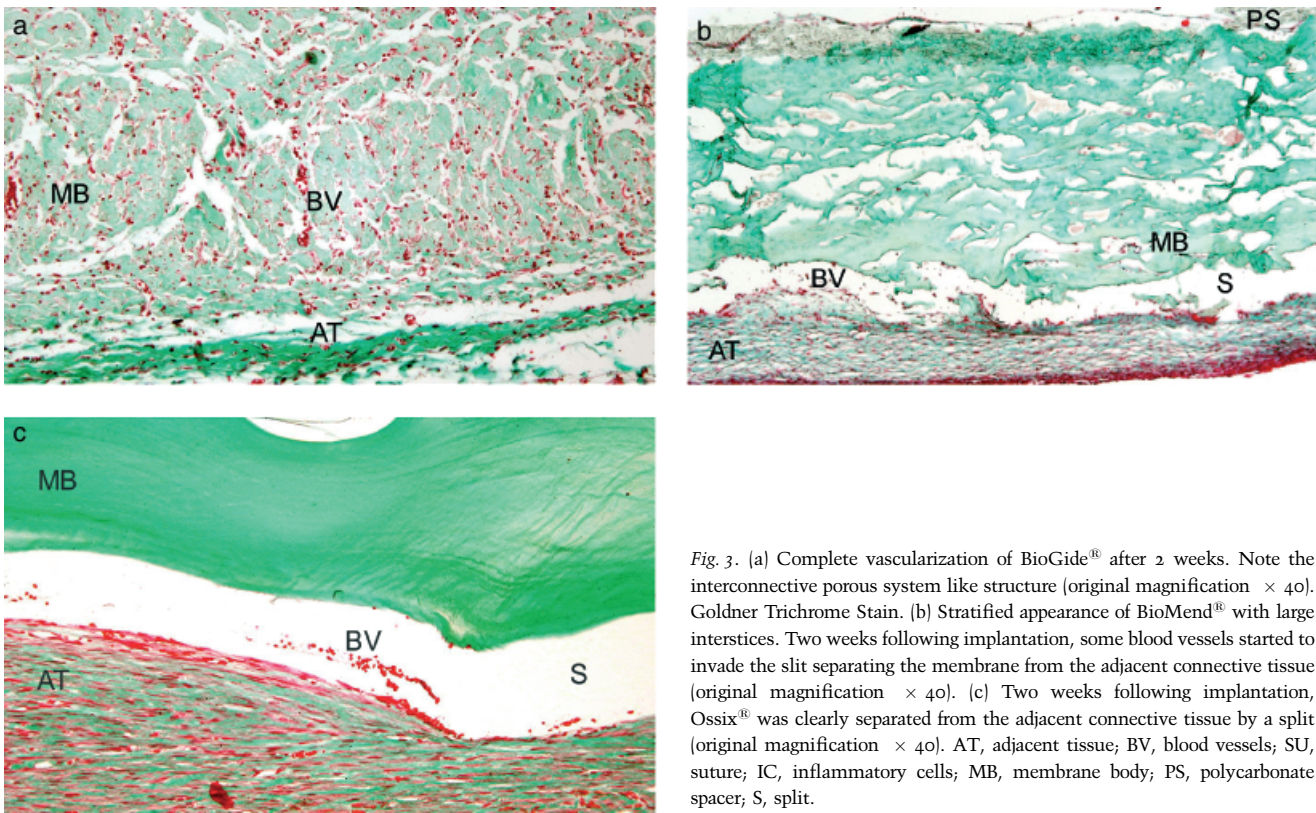 a
MB
BV
AT
b
PS
MB
BV
S
AT
c
MB
BV
S
AT
Fig. 3. (a) Complete vascularization of BioGide® after 2 weeks. Note the
interconnective porous system like structure (original magnification × 40).
Goldner Trichrome Stain. (b) Stratified appearance of BioMend® with large
interstices. Two weeks following implantation, some blood vessels started to
invade the slit separating the membrane from the adjacent connective tissue
(original magnification × 40). (c) Two weeks following implantation,
Ossix® was clearly separated from the adjacent connective tissue by a split
(original magnification × 40). AT, adjacent tissue; BV, blood vessels; SU,
suture; IC, inflammatory cells; MB, membrane body; PS, polycarbonate
spacer; S, split.